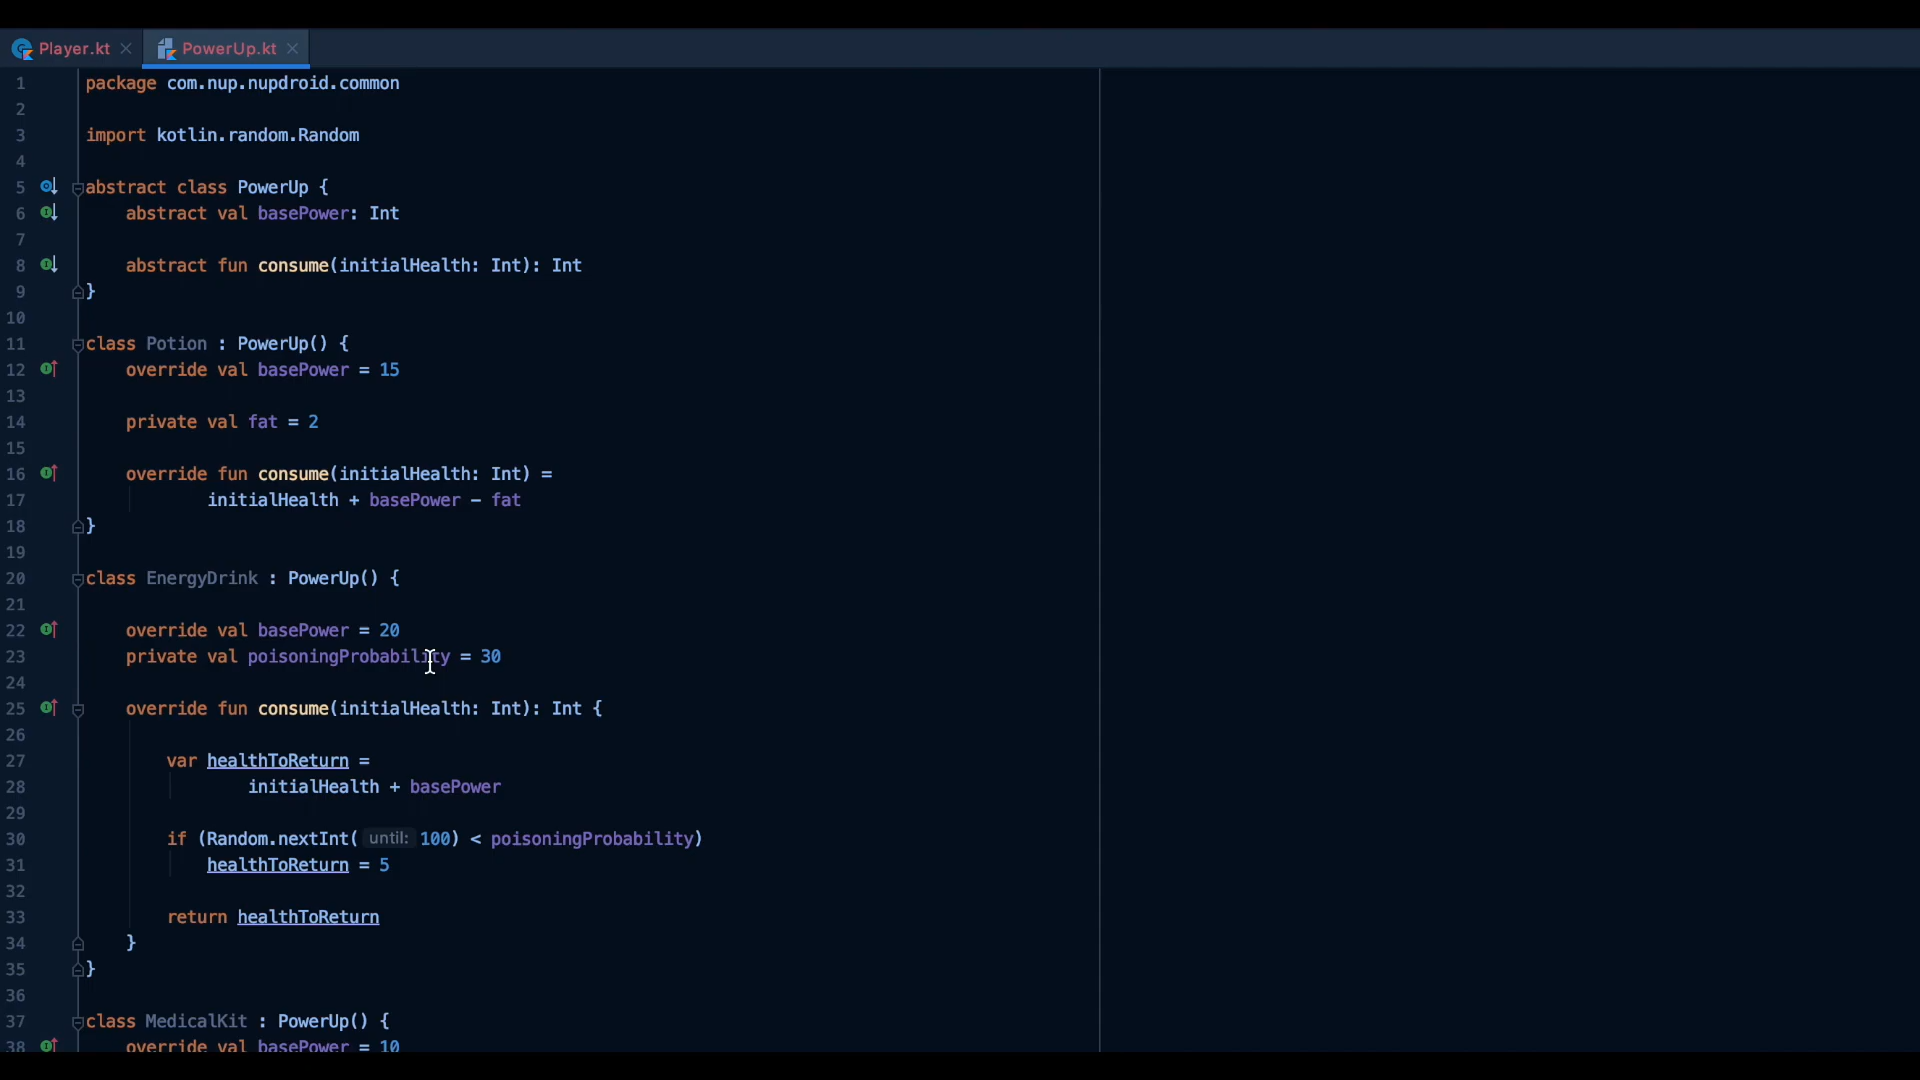 Player.kt PowerUp.kt
1 package com.nup.nupdroid.common
2
3 import kotlin.random.Random
4
5 abstract class PowerUp {
6 abstract val basePower: Int
7
8 abstract fun consume(initialHealth: Int): Int
9 }
10
11 class Potion : PowerUp() {
12 override val basePower = 15
13
14 private val fat = 2
15
16 override fun consume(initialHealth: Int) =
17 initialHealth + basePower - fat
18 }
19
20 class EnergyDrink : PowerUp() {
21
22 override val basePower = 20
23 private val poisoningProbability = 30
24
25 override fun consume(initialHealth: Int): Int {
26
27 var healthToReturn =
28 initialHealth + basePower
29
30 if (Random.nextInt( until: 100) < poisoningProbability)
31 healthToReturn = 5
32
33 return healthToReturn
34 }
35 }
36
37 class MedicalKit : PowerUp() {
38 override val basePower = 10